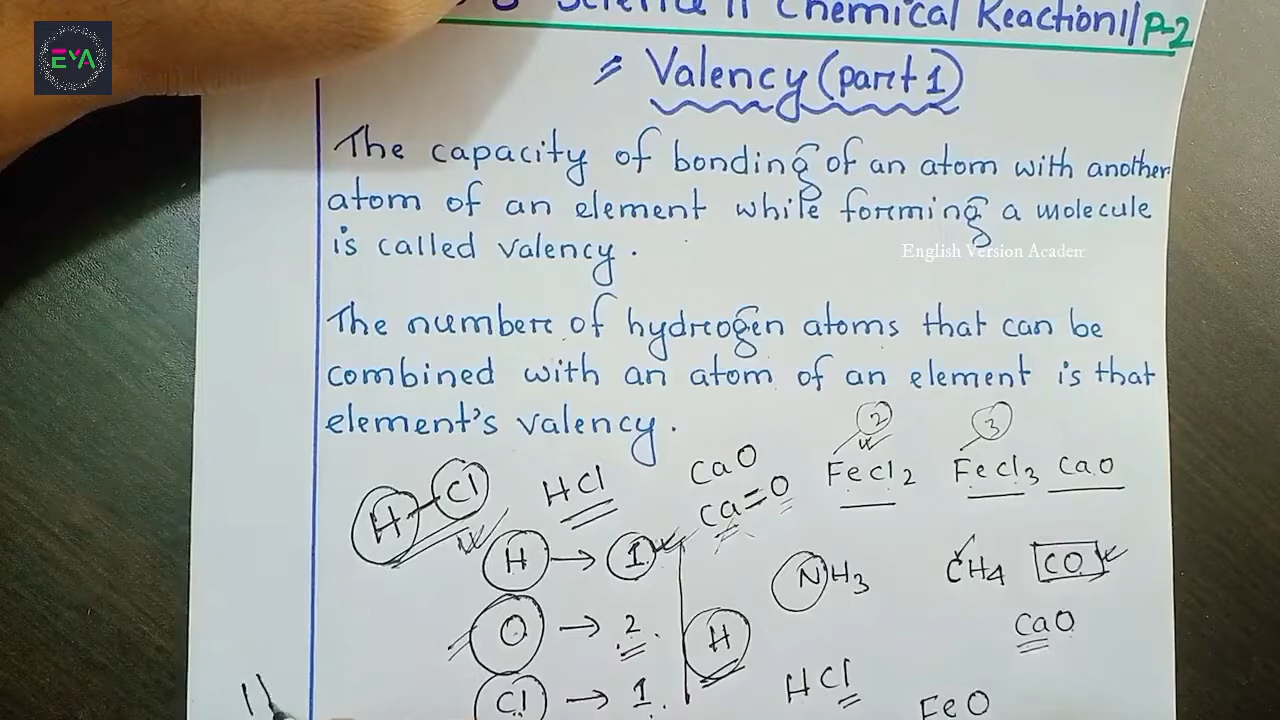 Science || Chemical Reaction || P-2
EVA
Valency (part 1)
The capacity of bonding of an atom with another
atom of an element while forming a molecule
is called valency.
English Version Academ
The number of hydrogen atoms that can be
combined with an atom of an element is that
element's valency.
2 3
H-Cl HCl CaO FeCl2 FeCl3 CaO
Ca=O
H → 1 NH3 CH4 CO
O → 2. H CaO
Cl → 1. HCl FeO